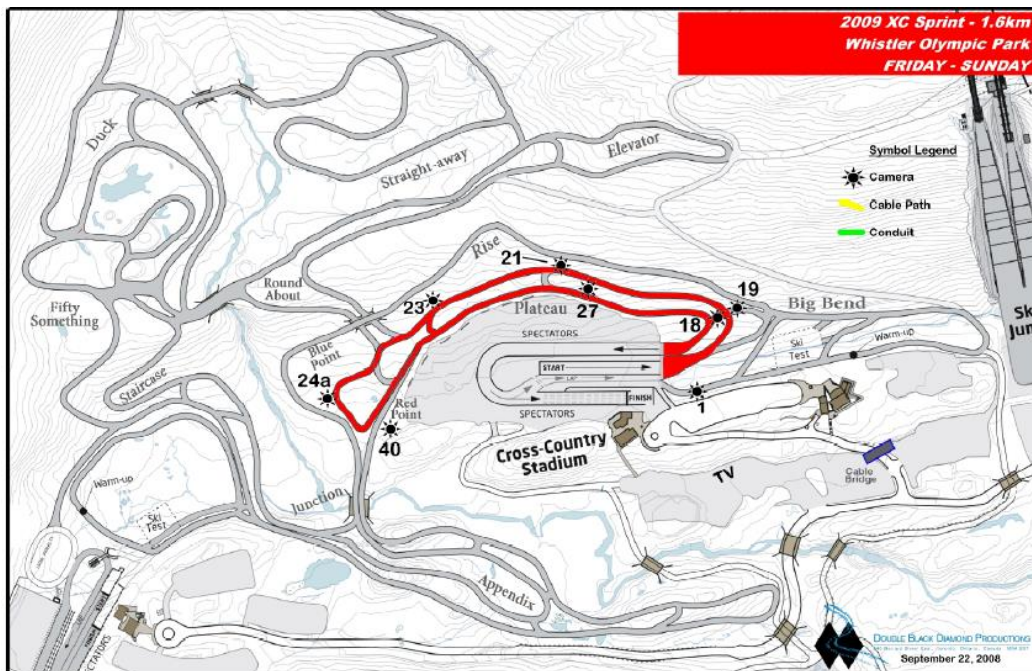 2009 XC Sprint - 1.6km
Whistler Olympic Park
FRIDAY - SUNDAY
Symbol Legend
Camera
Cable Path
Conduit
Duck
Straight-away
Elevator
Rise
21
Round
About
23
27
Plateau
18
19
Big Bend
Ski
Fifty
Something
Blue
Point
24a
Staircase
Red
Point
40
SPECTATORS
START
LAP
FINISH
SPECTATORS
Ski
Test
Warm-up
1
Cross-Country
Stadium
TV
Cable
Bridge
Warm-up
Ski
Test
Junction
Appendix
DOUBLE BLACK DIAMOND PRODUCTIONS
September 22, 2008